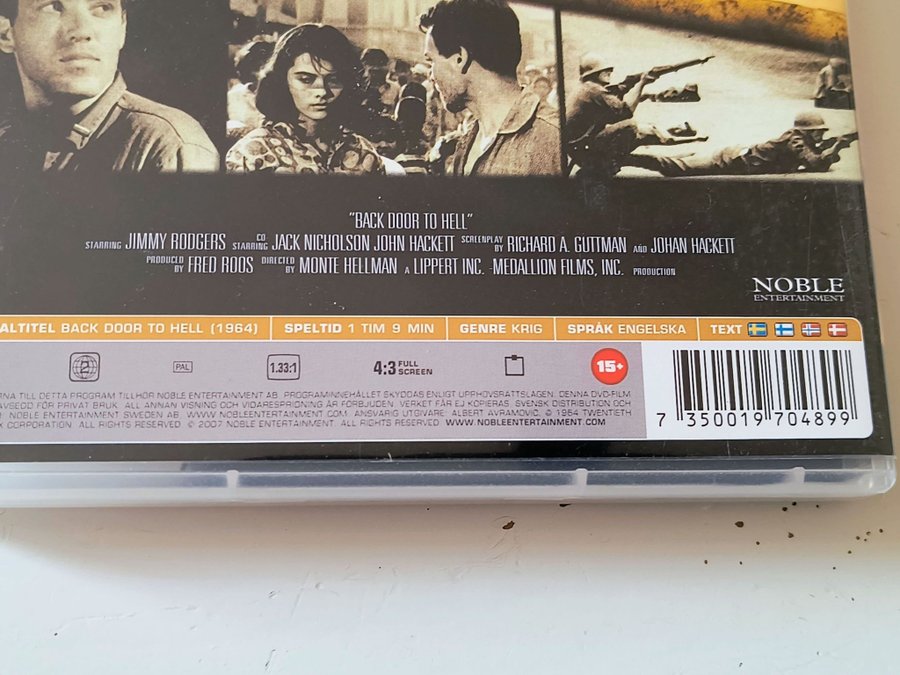 "BACK DOOR TO HELL"
STARRING JIMMY RODGERS CO STARRING JACK NICHOLSON JOHN HACKETT SCREENPLAY BY RICHARD A. GUTTMAN AND JOHAN HACKETT
PRODUCED BY FRED ROOS DIRECTED BY MONTE HELLMAN A LIPPERT INC. MEDALLION FILMS, INC. PRODUCTION
NOBLE
ENTERTAINMENT
ALTITEL BACK DOOR TO HELL (1964) SPELTID 1 TIM 9 MIN GENRE KRIG SPRÅK ENGELSKA TEXT
2 PAL 1.33:1 4:3 FULL SCREEN 15+
RNA TILL DETTA PROGRAM TILLHÖR NOBLE ENTERTAINMENT AB. PROGRAMINNEHÅLLET SKYDDAS ENLIGT UPPHOVSRÄTTSLAGEN. DENNA DVD-FILM
AVSEDD FÖR PRIVAT BRUK. ALL ANNAN VISNING OCH VIDARESPRIDNING ÄR FÖRBJUDEN. VERKET FÅR EJ KOPIERAS. SVENSK DISTRIBUTION OCH
: NOBLE ENTERTAINMENT SWEDEN AB. WWW.NOBLEENTERTAINMENT.COM. ANSVARIG UTGIVARE: ALBERT AVRAMOVIC. © 1964 TWENTIETH
X CORPORATION. ALL RIGHTS RESERVED. © 2007 NOBLE ENTERTAINMENT. ALL RIGHTS RESERVED. WWW.NOBLEENTERTAINMENT.COM
7 350019 704899